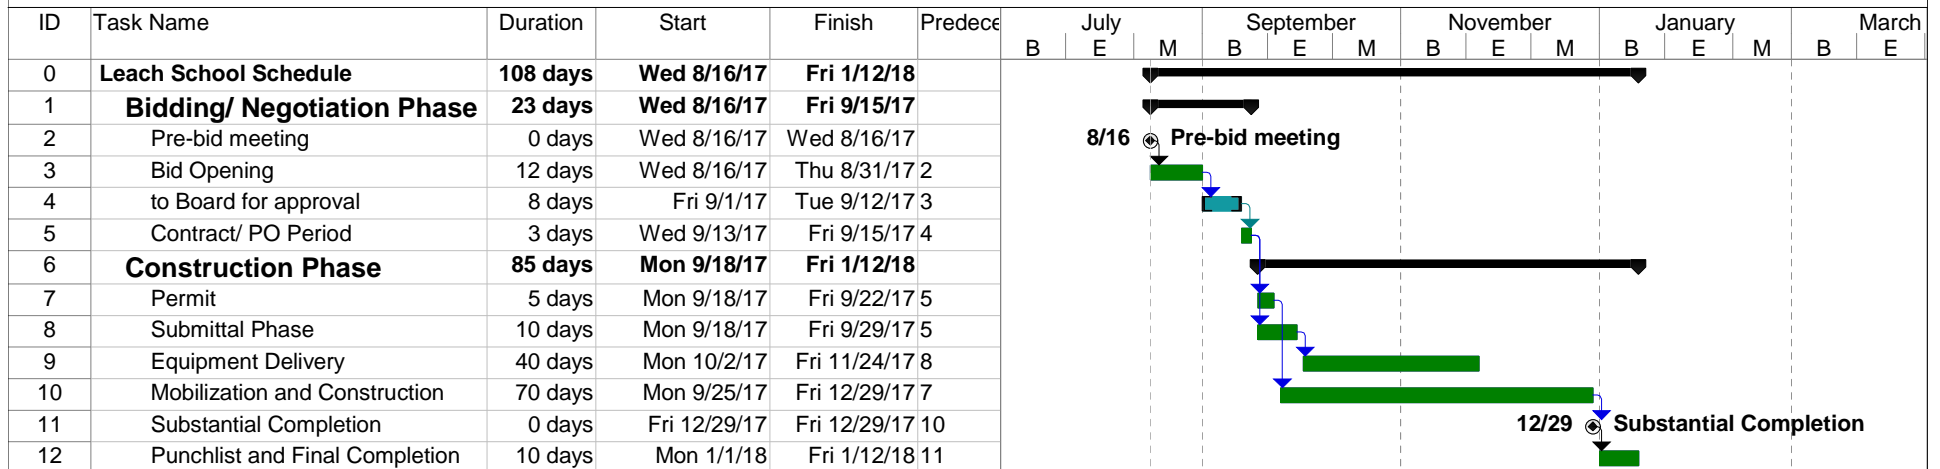 ID Task Name Duration Start Finish Predece July September November January March
B E M B E M B E M B E M B E
0 Leach School Schedule 108 days Wed 8/16/17 Fri 1/12/18
1 Bidding/ Negotiation Phase 23 days Wed 8/16/17 Fri 9/15/17
2 Pre-bid meeting 0 days Wed 8/16/17 Wed 8/16/17 8/16 Pre-bid meeting
3 Bid Opening 12 days Wed 8/16/17 Thu 8/31/17 2
4 to Board for approval 8 days Fri 9/1/17 Tue 9/12/17 3
5 Contract/ PO Period 3 days Wed 9/13/17 Fri 9/15/17 4
6 Construction Phase 85 days Mon 9/18/17 Fri 1/12/18
7 Permit 5 days Mon 9/18/17 Fri 9/22/17 5
8 Submittal Phase 10 days Mon 9/18/17 Fri 9/29/17 5
9 Equipment Delivery 40 days Mon 10/2/17 Fri 11/24/17 8
10 Mobilization and Construction 70 days Mon 9/25/17 Fri 12/29/17 7
11 Substantial Completion 0 days Fri 12/29/17 Fri 12/29/17 10 12/29 Substantial Completion
12 Punchlist and Final Completion 10 days Mon 1/1/18 Fri 1/12/18 11